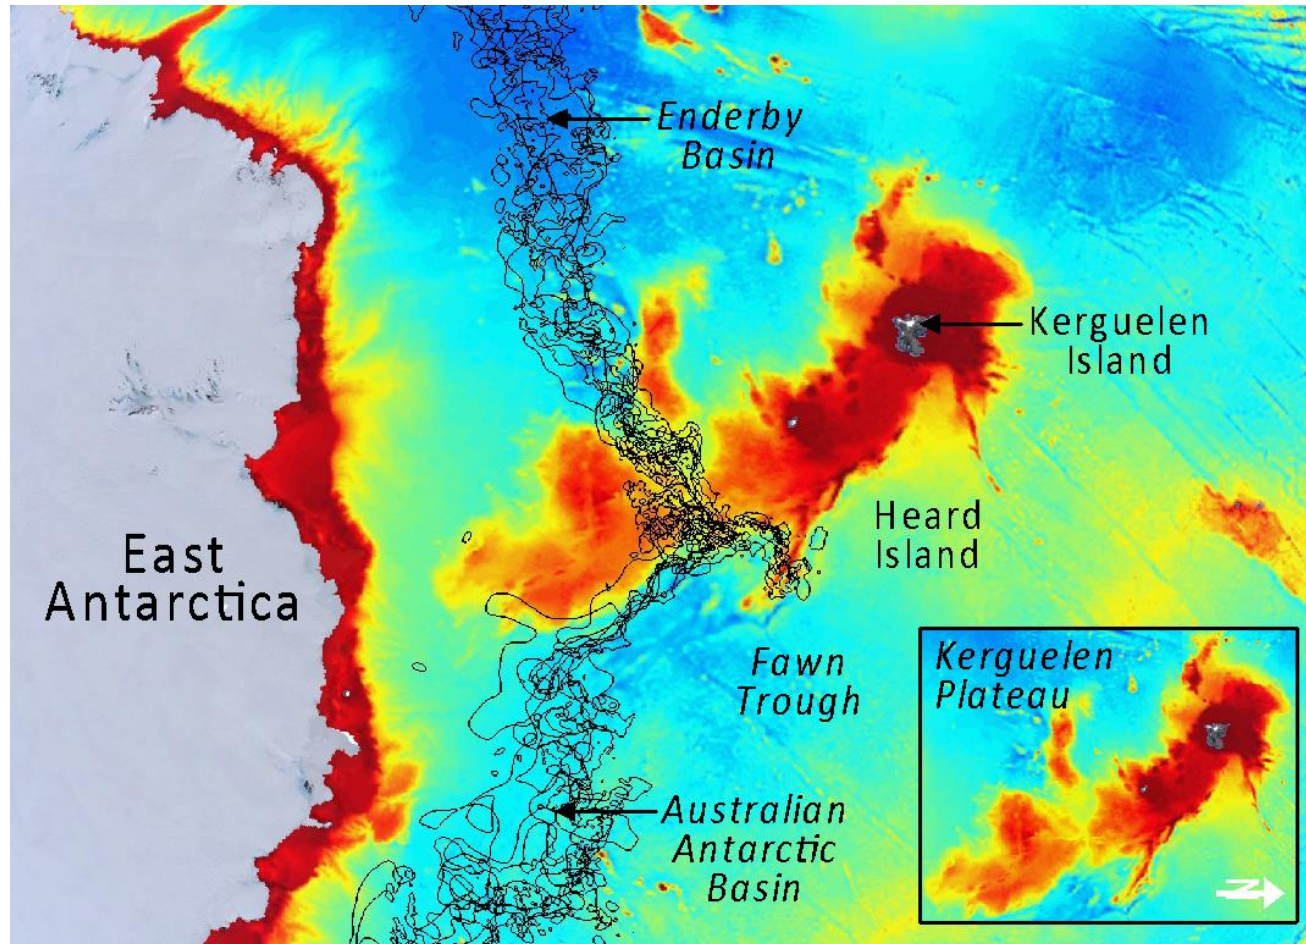 Enderby
Basin
Kerguelen
Island
Heard
Island
East
Antarctica
Fawn
Trough
Australian
Antarctic
Basin
Kerguelen
Plateau
N